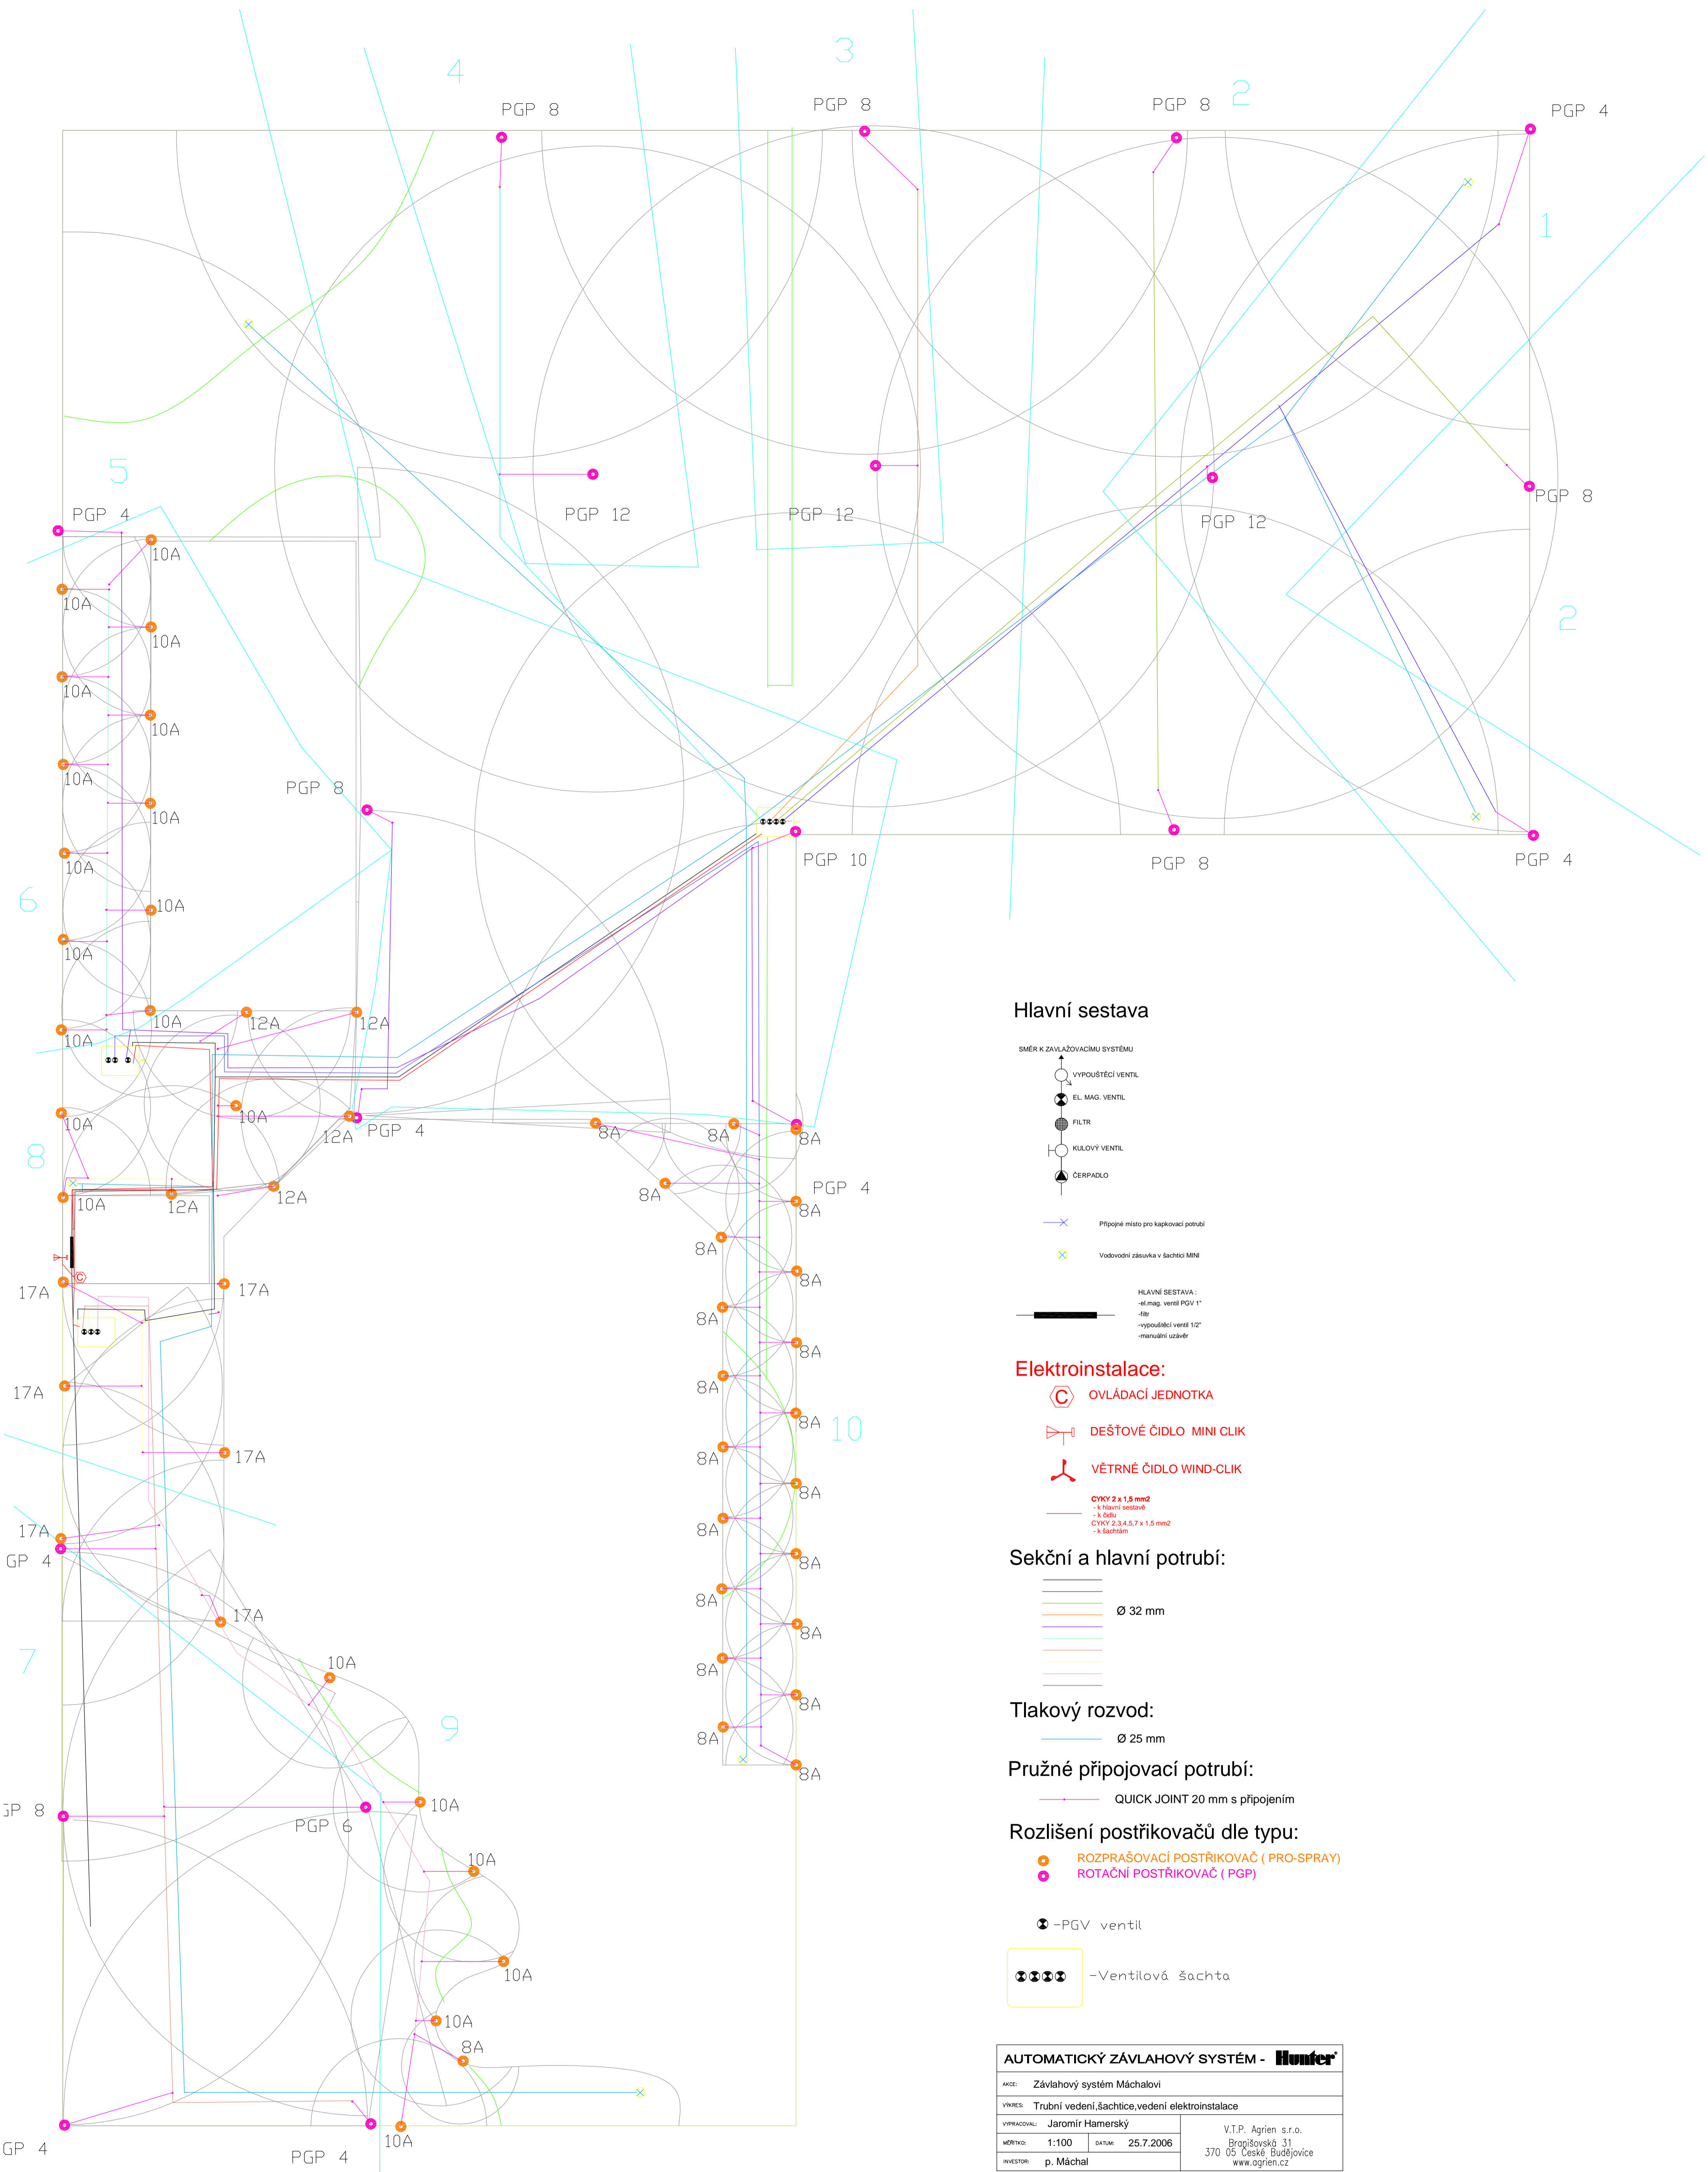 4
3
2
PGP 8
PGP 8
PGP 8
PGP 4
1
5
PGP 4
PGP 12
PGP 12
PGP 12
PGP 8
2
10A
10A
10A
10A
10A
10A
PGP 8
10A
10A
PGP 10
PGP 8
PGP 4
6
10A
10A
10A
12A
12A
10A
10A
10A
12A
PGP 4
8A
8A
8A
8
10A
12A
12A
8A
PGP 4
8A
8A
8A
17A
17A
8A
8A
17A
8A
8A
10
17A
8A
8A
17A
8A
8A
GP 4
17A
8A
8A
7
10A
8A
8A
9
8A
8A
GP 8
PGP 6
10A
10A
10A
10A
8A
10A
GP 4
PGP 4
Hlavní sestava
SMĚR K ZAVLAŽOVACÍMU SYSTÉMU
VYPOUŠTĚCÍ VENTIL
EL. MAG. VENTIL
FILTR
KULOVÝ VENTIL
ČERPADLO
Přípojné místo pro kapkovací potrubí
Vodovodní zásuvka v šachtici MINI
HLAVNÍ SESTAVA :
-el.mag. ventil PGV 1"
-filtr
-vypouštěcí ventil 1/2"
-manuální uzávěr
Elektroinstalace:
C OVLÁDACÍ JEDNOTKA
DEŠŤOVÉ ČIDLO MINI CLIK
VĚTRNÉ ČIDLO WIND-CLIK
CYKY 2 x 1,5 mm2
- k hlavní sestavě
- k čidlu
CYKY 2,3,4,5,7 x 1,5 mm2
- k šachtám
Sekční a hlavní potrubí:
Ø 32 mm
Tlakový rozvod:
Ø 25 mm
Pružné připojovací potrubí:
QUICK JOINT 20 mm s připojením
Rozlišení postřikovačů dle typu:
ROZPRAŠOVACÍ POSTŘIKOVAČ ( PRO-SPRAY)
ROTAČNÍ POSTŘIKOVAČ ( PGP)
-PGV ventil
-Ventilová šachta
AUTOMATICKÝ ZÁVLAHOVÝ SYSTÉM - Hunter®
AKCE: Závlahový systém Máchalovi
VÝKRES: Trubní vedení,šachtice,vedení elektroinstalace
VYPRACOVAL: Jaromír Hamerský
MĚŘÍTKO: 1:100 DATUM: 25.7.2006
INVESTOR: p. Máchal
V.T.P. Agrien s.r.o.
Branišovská 31
370 05 České Budějovice
www.agrien.cz